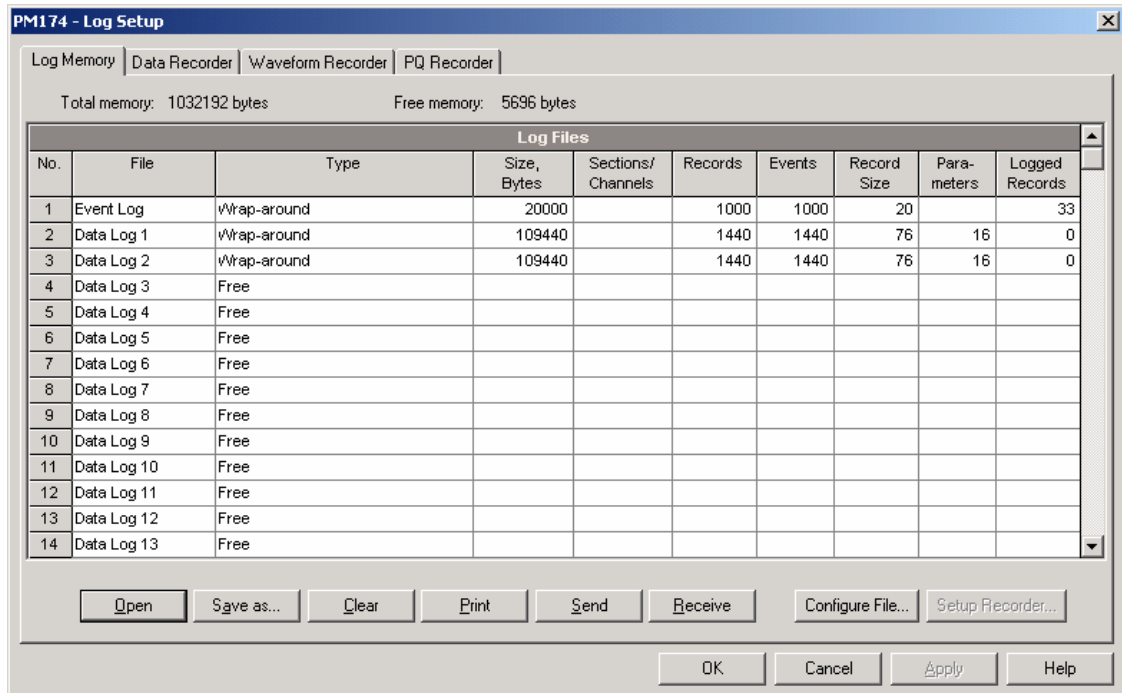 PM174 - Log Setup
Log Memory Data Recorder Waveform Recorder PQ Recorder
Total memory: 1032192 bytes Free memory: 5696 bytes
Log Files
No. File Type Size, Bytes Sections/ Channels Records Events Record Size Para- meters Logged Records
1 Event Log Wrap-around 20000 1000 1000 20 33
2 Data Log 1 Wrap-around 109440 1440 1440 76 16 0
3 Data Log 2 Wrap-around 109440 1440 1440 76 16 0
4 Data Log 3 Free
5 Data Log 4 Free
6 Data Log 5 Free
7 Data Log 6 Free
8 Data Log 7 Free
9 Data Log 8 Free
10 Data Log 9 Free
11 Data Log 10 Free
12 Data Log 11 Free
13 Data Log 12 Free
14 Data Log 13 Free
Open Save as... Clear Print Send Receive Configure File... Setup Recorder...
OK Cancel Apply Help